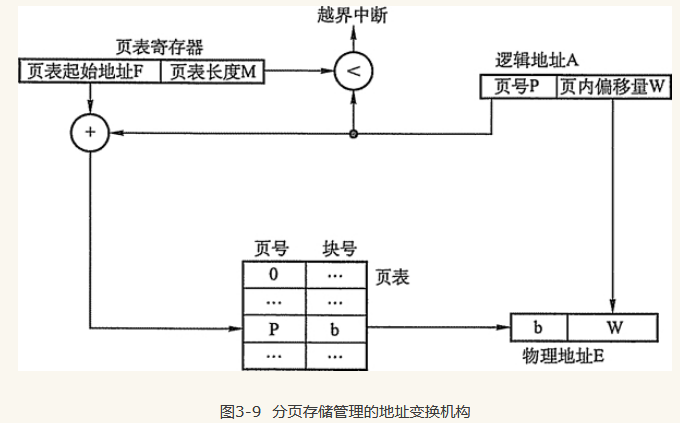 越界中断
页表寄存器
页表起始地址F 页表长度M
<
逻辑地址A
页号P 页内偏移量W
+
页号 块号
0 …
… …
P b
… …
页表
b W
物理地址E
图3-9 分页存储管理的地址变换机构